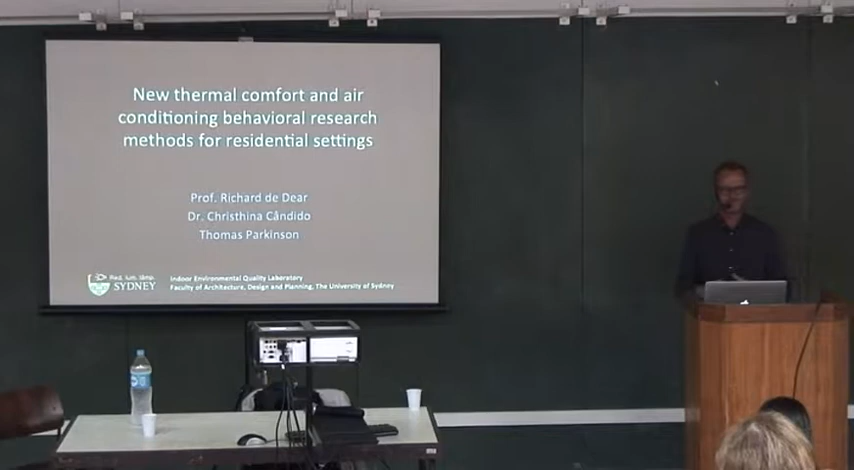 New thermal comfort and air
conditioning behavioral research
methods for residential settings
Prof. Richard de Dear
Dr. Christhina Cândido
Thomas Parkinson
SYDNEY
Indoor Environmental Quality Laboratory
Faculty of Architecture, Design and Planning, The University of Sydney